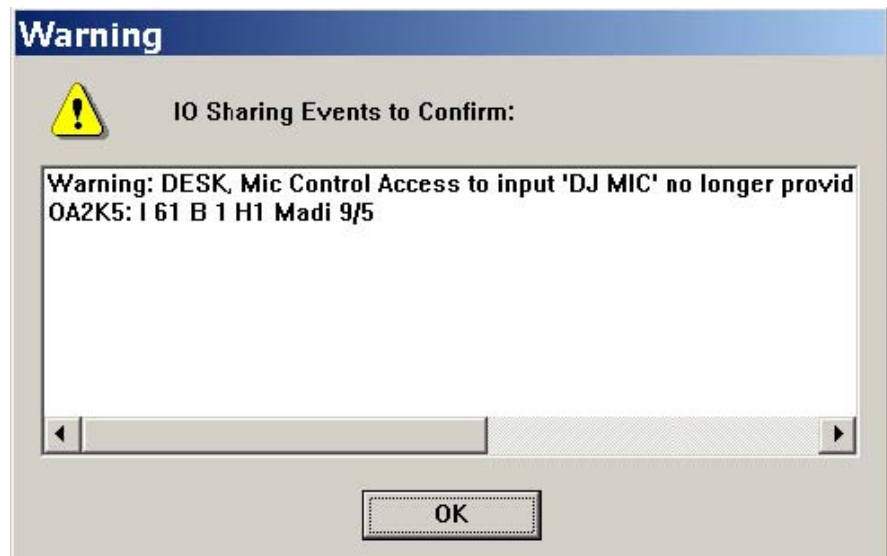 Warning
IO Sharing Events to Confirm:
Warning: DESK, Mic Control Access to input 'DJ MIC' no longer provid
OA2K5: I 61 B 1 H1 Madi 9/5
OK